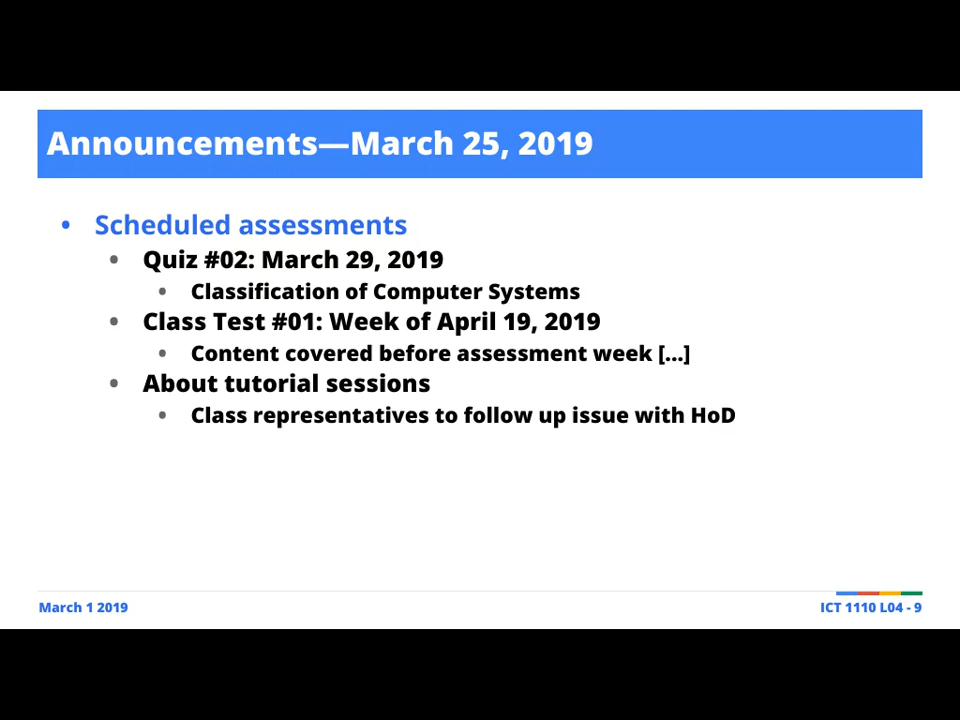 Announcements—March 25, 2019
• Scheduled assessments
• Quiz #02: March 29, 2019
• Classification of Computer Systems
• Class Test #01: Week of April 19, 2019
• Content covered before assessment week [...]
• About tutorial sessions
• Class representatives to follow up issue with HoD
March 1 2019
ICT 1110 L04 - 9